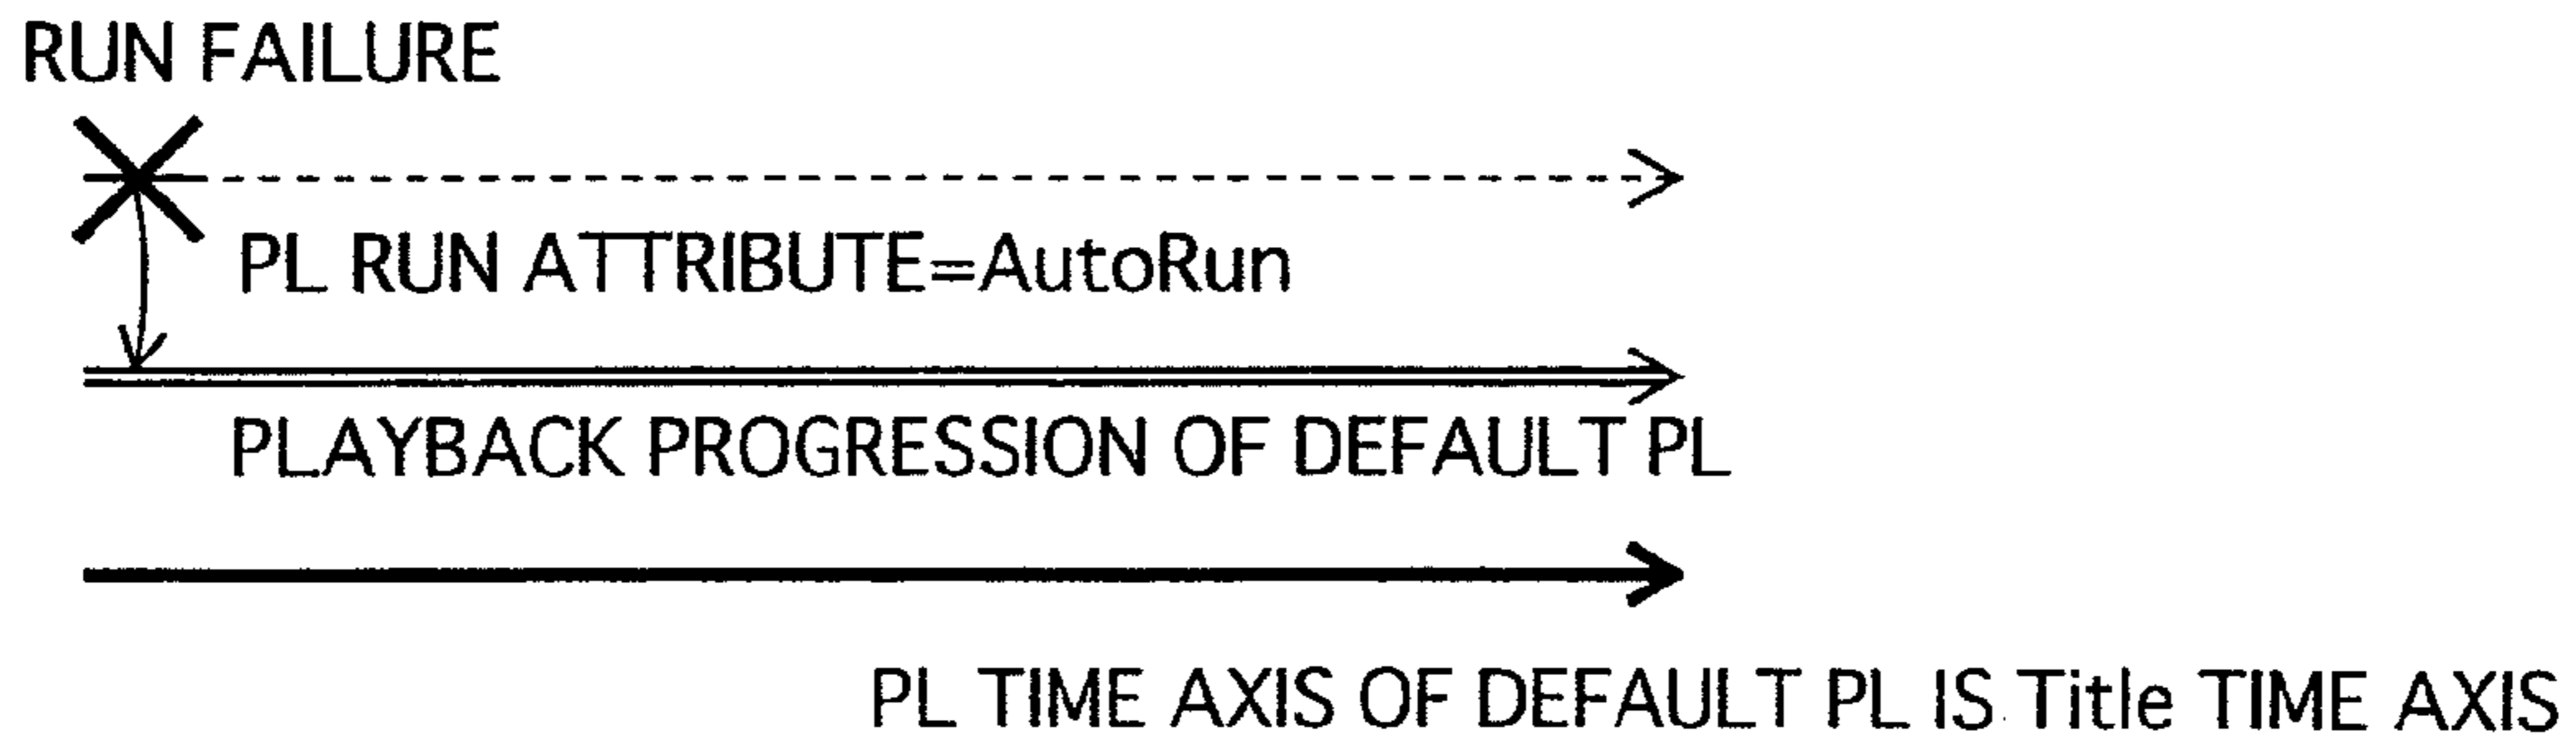 RUN FAILURE
PL RUN ATTRIBUTE=AutoRun
PLAYBACK PROGRESSION OF DEFAULT PL
PL TIME AXIS OF DEFAULT PL IS Title TIME AXIS